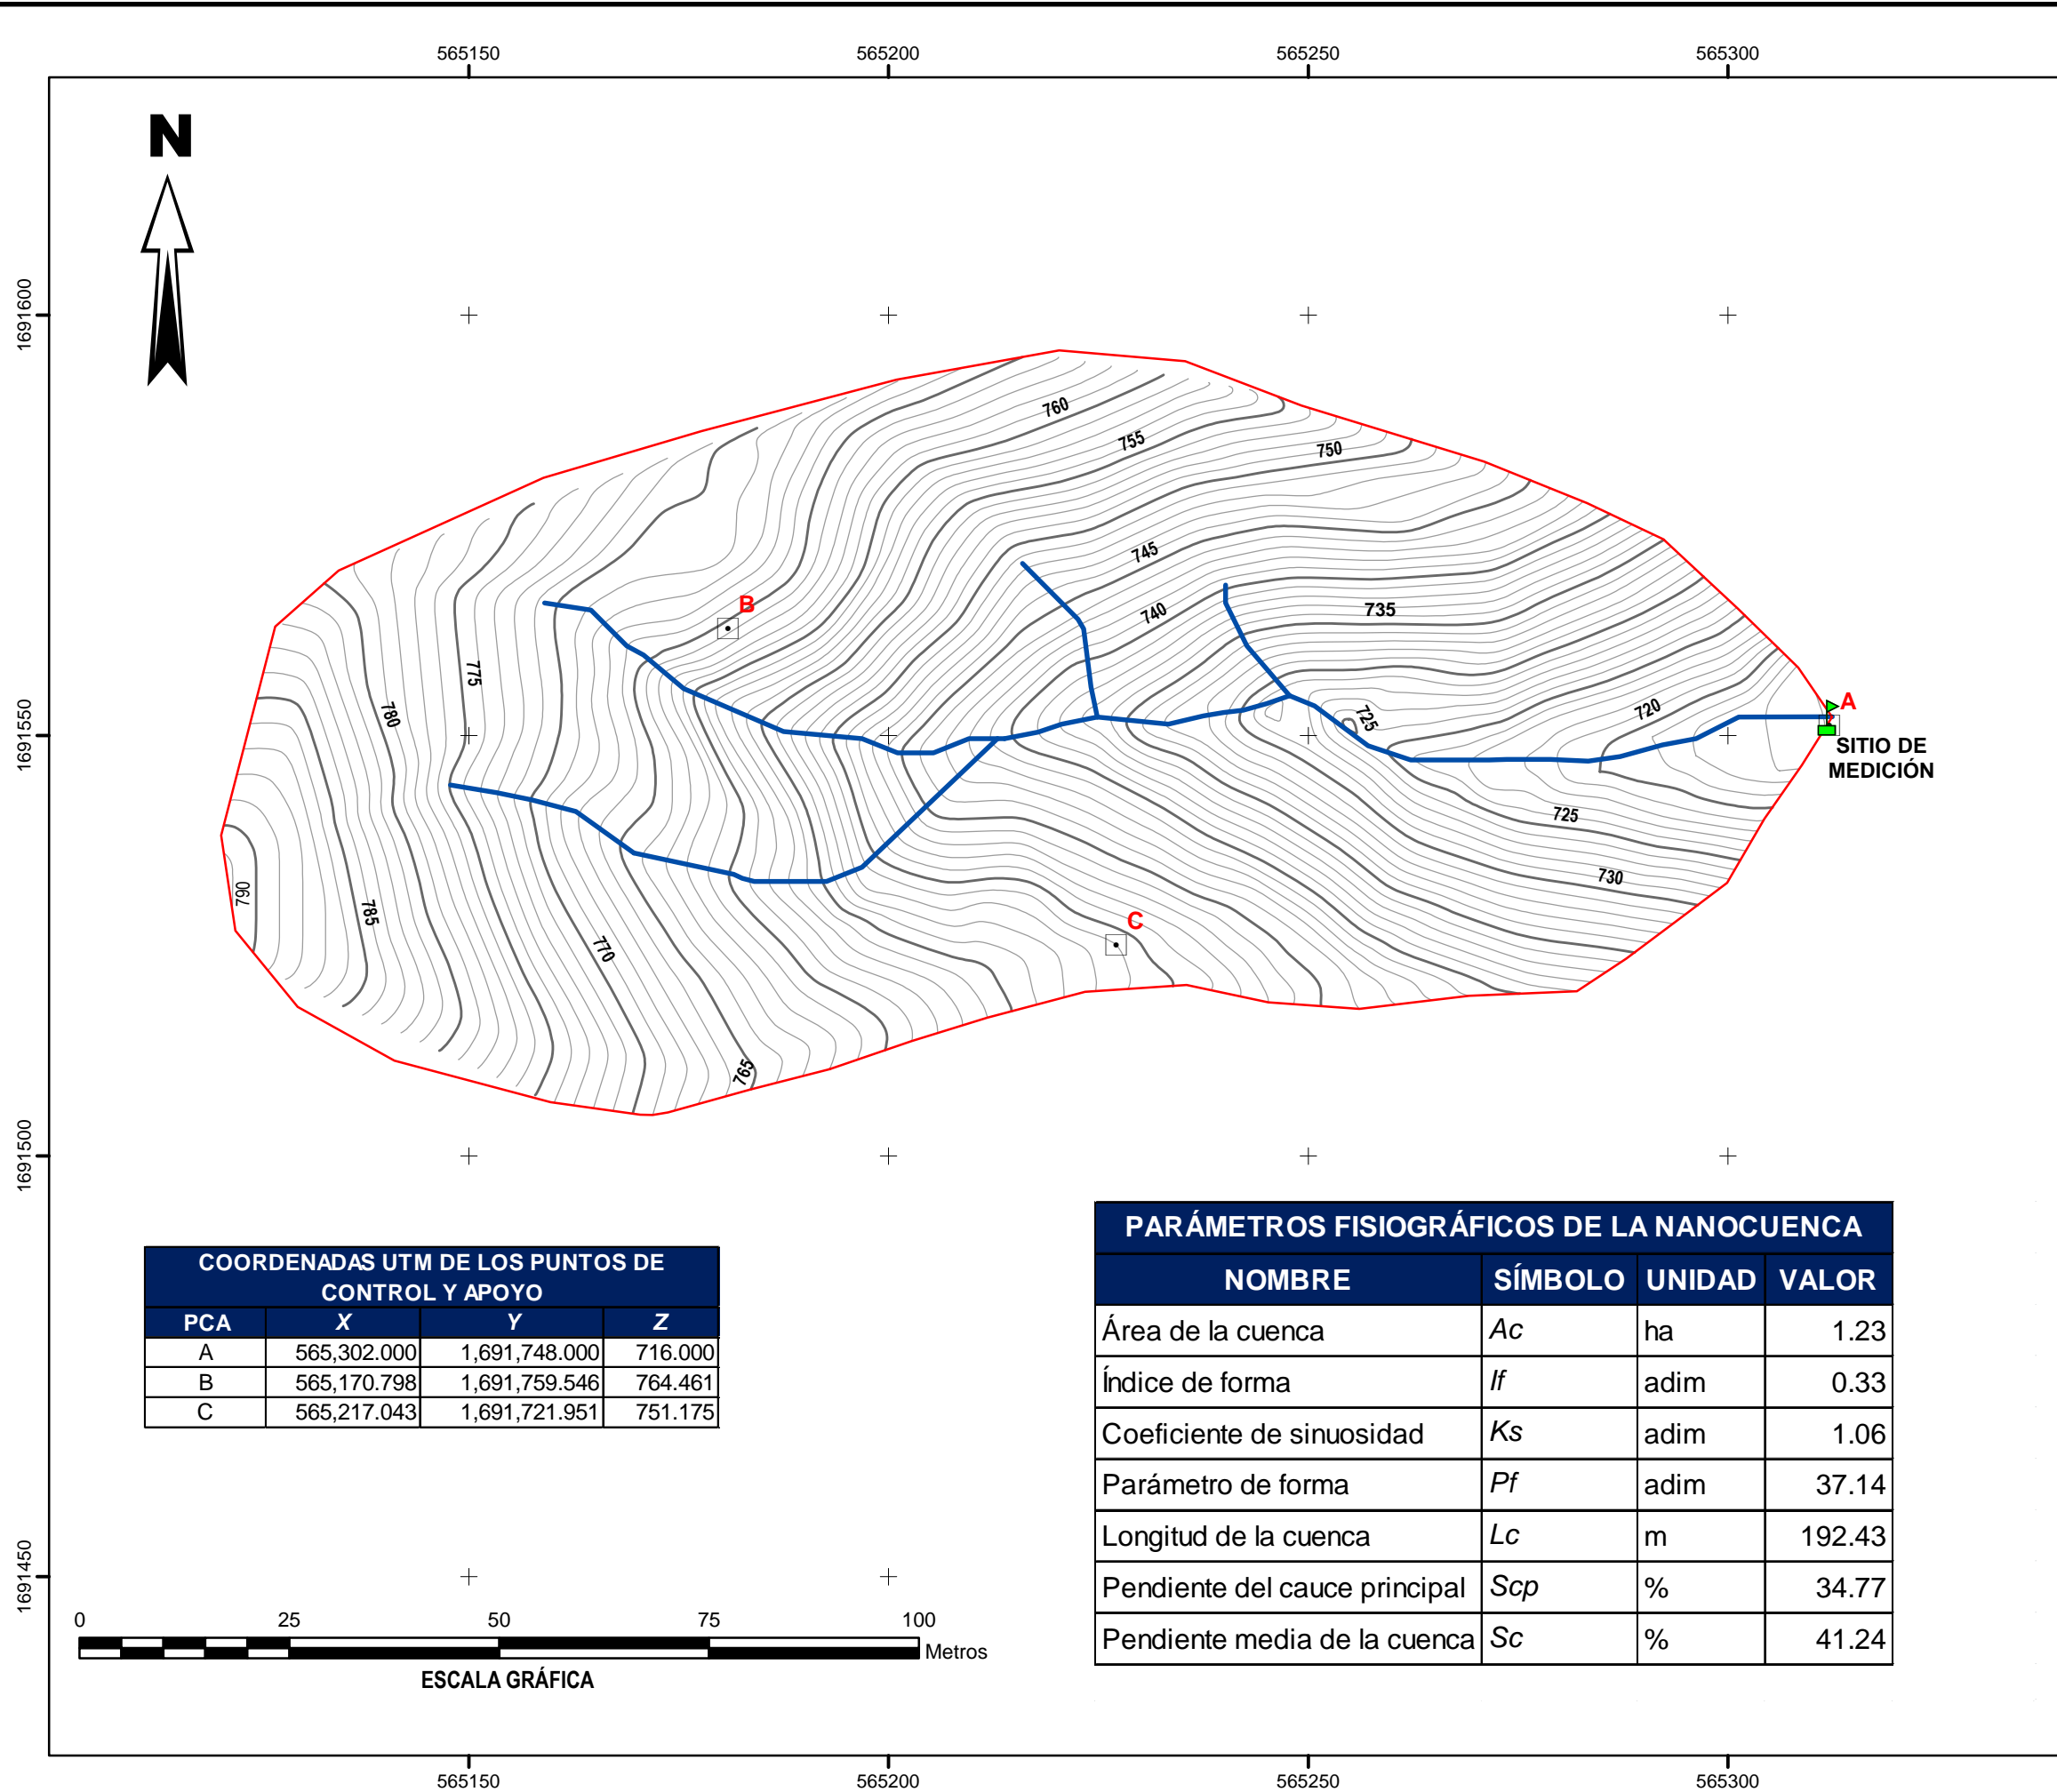 565150 565200 565250 565300
N
1691600
1691550
1691500
1691450
760
755
750
745
740
735
B
775
780
725
720
A
SITIO DE
MEDICIÓN
725
730
790
785
770
C
765
COORDENADAS UTM DE LOS PUNTOS DE
CONTROL Y APOYO
PCA X Y Z
A 565,302.000 1,691,748.000 716.000
B 565,170.798 1,691,759.546 764.461
C 565,217.043 1,691,721.951 751.175
PARÁMETROS FISIOGRÁFICOS DE LA NANOCUENCA
NOMBRE SÍMBOLO UNIDAD VALOR
Área de la cuenca Ac ha 1.23
Índice de forma If adim 0.33
Coeficiente de sinuosidad Ks adim 1.06
Parámetro de forma Pf adim 37.14
Longitud de la cuenca Lc m 192.43
Pendiente del cauce principal Scp % 34.77
Pendiente media de la cuenca Sc % 41.24
0 25 50 75 100
Metros
ESCALA GRÁFICA
565150 565200 565250 565300